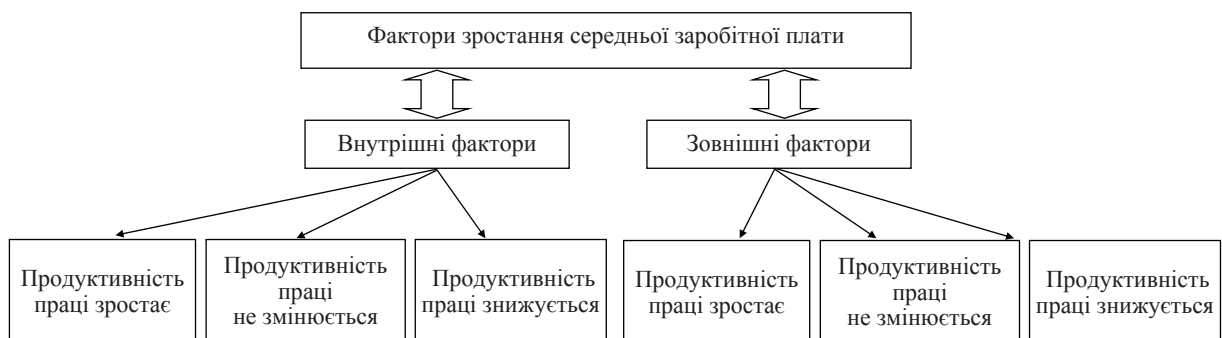 Фактори зростання середньої заробітної плати
Внутрішні фактори
Зовнішні фактори
Продуктивність
праці зростає
Продуктивність
праці
не змінюється
Продуктивність
праці знижується
Продуктивність
праці зростає
Продуктивність
праці
не змінюється
Продуктивність
праці знижується